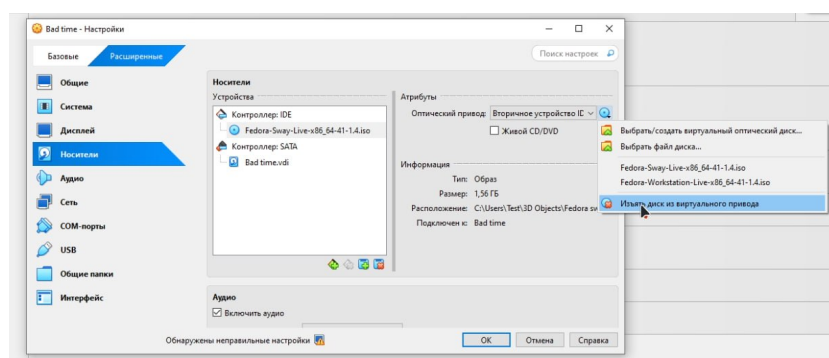 Bad time - Настройки
Базовые
Расширенные
Поиск настроек
Общие
Система
Дисплей
Носители
Аудио
Сеть
COM-порты
USB
Общие папки
Интерфейс
Носители
Устройства
Контроллер: IDE
Fedora-Sway-Live-x86_64-41-1.4.iso
Контроллер: SATA
Bad time.vdi
Атрибуты
Оптический привод: Вторичное устройство IC
Живой CD/DVD
Информация
Тип: Образ
Размер: 1,56 ГБ
Расположение: C:\Users\Test\3D Objects\Fedora sw
Подключен к: Bad time
Выбрать/создать виртуальный оптический диск...
Выбрать файл диска...
Fedora-Sway-Live-x86_64-41-1.4.iso
Fedora-Workstation-Live-x86_64-41-1.4.iso
Изъять диск из виртуального привода
Аудио
Включить аудио
Обнаружены неправильные настройки
OK
Отмена
Справка